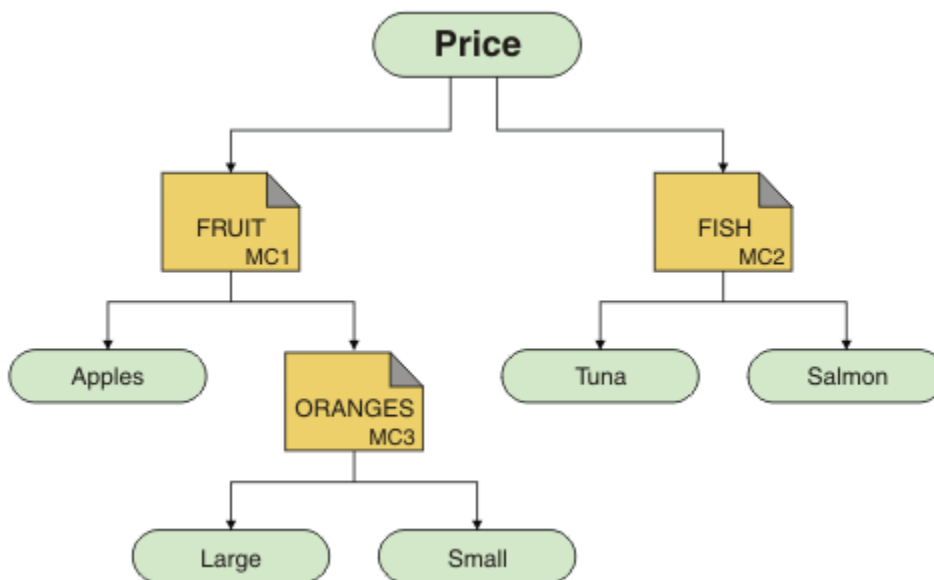 Price
FRUIT
MC1
FISH
MC2
Apples
ORANGES
MC3
Tuna
Salmon
Large
Small